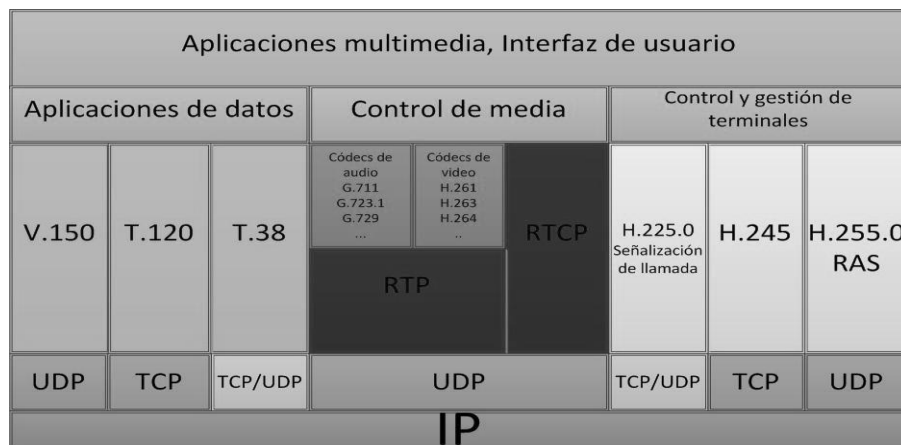 Aplicaciones multimedia, Interfaz de usuario
Aplicaciones de datos
Control de media
Control y gestión de
terminales
V.150
T.120
T.38
Códecs de
audio
G.711
G.723.1
G.729
...
Códecs de
video
H.261
H.263
H.264
..
RTP
RTCP
H.225.0
Señalización
de llamada
H.245
H.255.0
RAS
UDP
TCP
TCP/UDP
UDP
TCP/UDP
TCP
UDP
IP